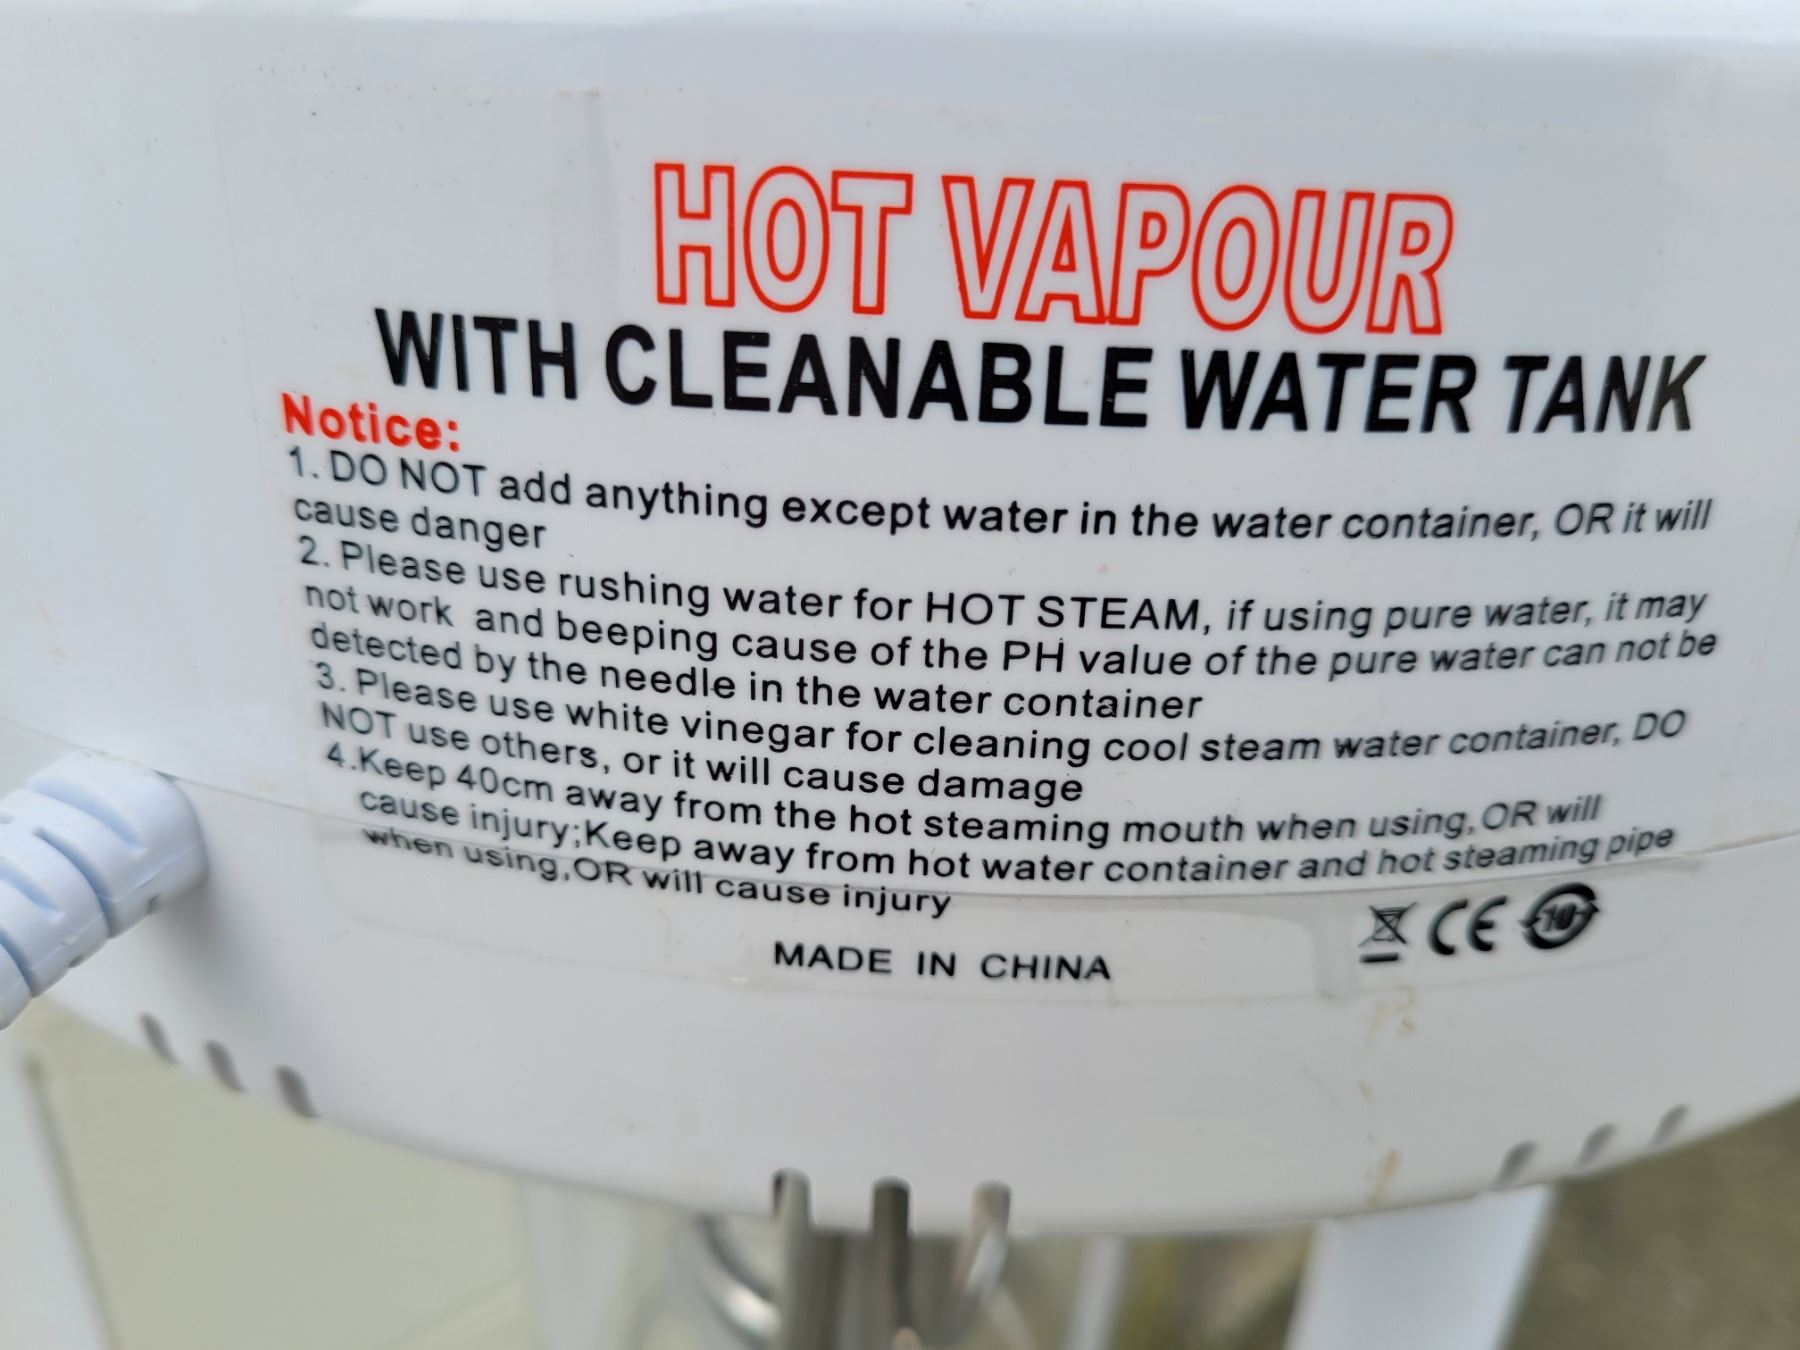 HOT VAPOUR
WITH CLEANABLE WATER TANK
Notice:
1. DO NOT add anything except water in the water container, OR it will
cause danger
2. Please use rushing water for HOT STEAM, if using pure water, it may
not work and beeping cause of the PH value of the pure water can not be
detected by the needle in the water container
3. Please use white vinegar for cleaning cool steam water container, DO
NOT use others, or it will cause damage
4.Keep 40cm away from the hot steaming mouth when using,OR will
cause injury;Keep away from hot water container and hot steaming pipe
when using,OR will cause injury
CE 10
MADE IN CHINA